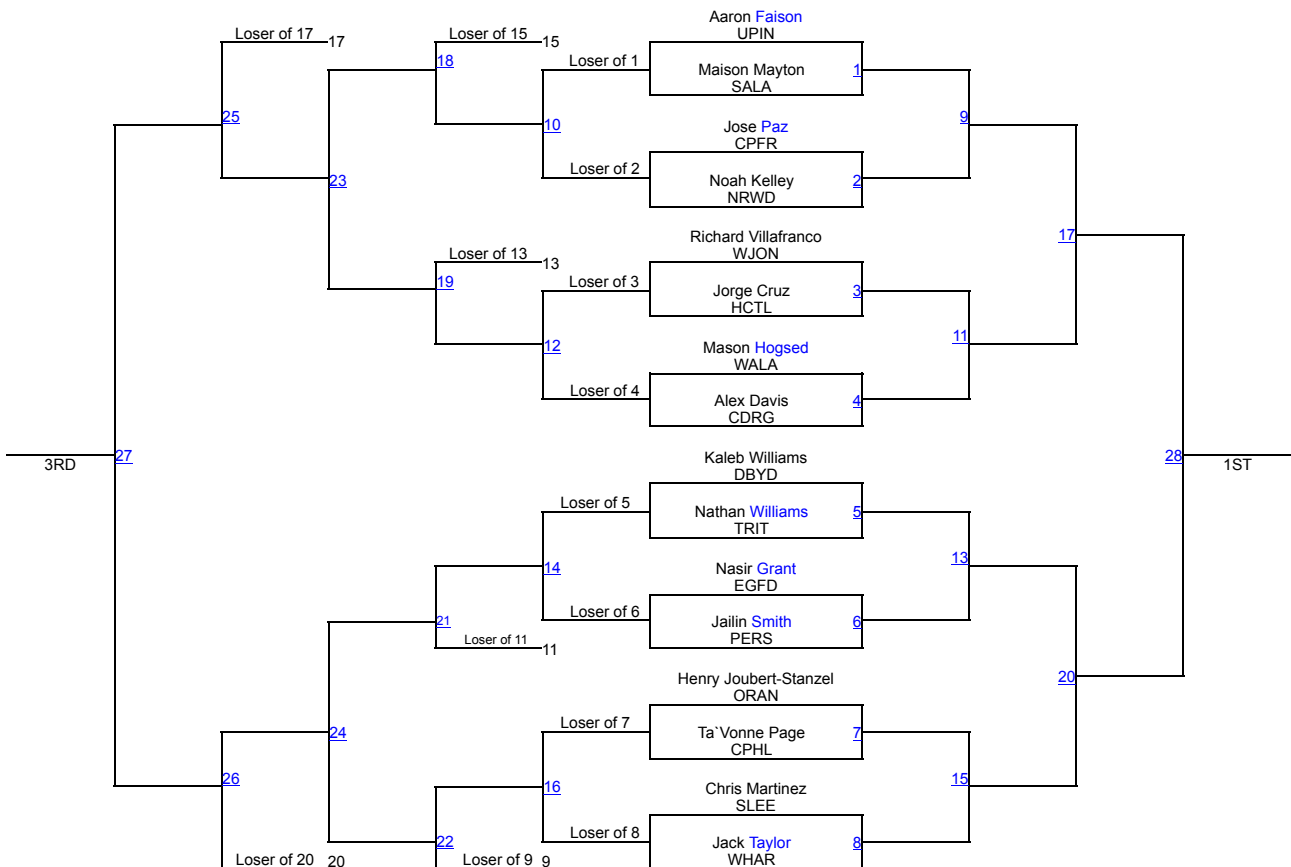 Aaron Faison
UPIN
Loser of 17 17
Loser of 15 15
Loser of 1
18
Maison Mayton
SALA
1
25
10
9
Jose Paz
CPFR
Loser of 2
23
Noah Kelley
NRWD
2
Richard Villafranco
WJON
17
Loser of 13 13
19
Loser of 3
Jorge Cruz
HCTL
3
12
11
Mason Hogsed
WALA
Loser of 4
Alex Davis
CDRG
4
3RD
27
Kaleb Williams
DBYD
28
1ST
Loser of 5
Nathan Williams
TRIT
5
14
13
Nasir Grant
EGFD
Loser of 6
21
Jailin Smith
PERS
6
Loser of 11 11
20
Henry Joubert-Stanzel
ORAN
Loser of 7
24
Ta`Vonne Page
CPHL
7
26
16
15
Chris Martinez
SLEE
Loser of 8
22
Jack Taylor
WHAR
8
Loser of 20 20
Loser of 9 9